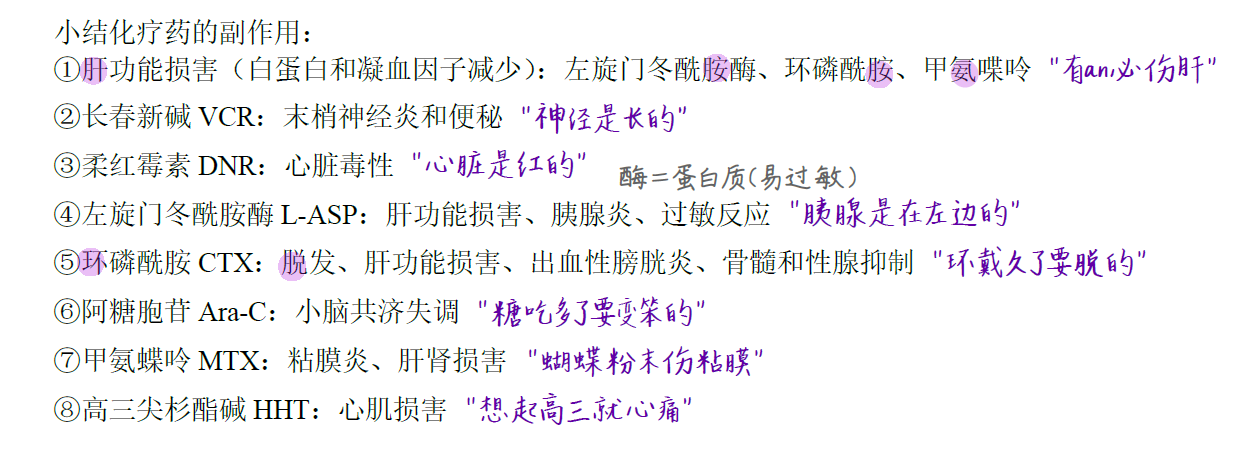 小结化疗药的副作用：
①肝功能损害（白蛋白和凝血因子减少）：左旋门冬酰胺酶、环磷酰胺、甲氨喋呤 "有an必伤肝"
②长春新碱 VCR：末梢神经炎和便秘 "神经是长的"
③柔红霉素 DNR：心脏毒性 "心脏是红的"
酶=蛋白质(易过敏)
④左旋门冬酰胺酶 L-ASP：肝功能损害、胰腺炎、过敏反应 "胰腺是在左边的"
⑤环磷酰胺 CTX：脱发、肝功能损害、出血性膀胱炎、骨髓和性腺抑制 "环戴久了要脱的"
⑥阿糖胞苷 Ara-C：小脑共济失调 "糖吃多了要变笨的"
⑦甲氨蝶呤 MTX：粘膜炎、肝肾损害 "蝴蝶粉末伤粘膜"
⑧高三尖杉酯碱 HHT：心肌损害 "想起高三就心痛"